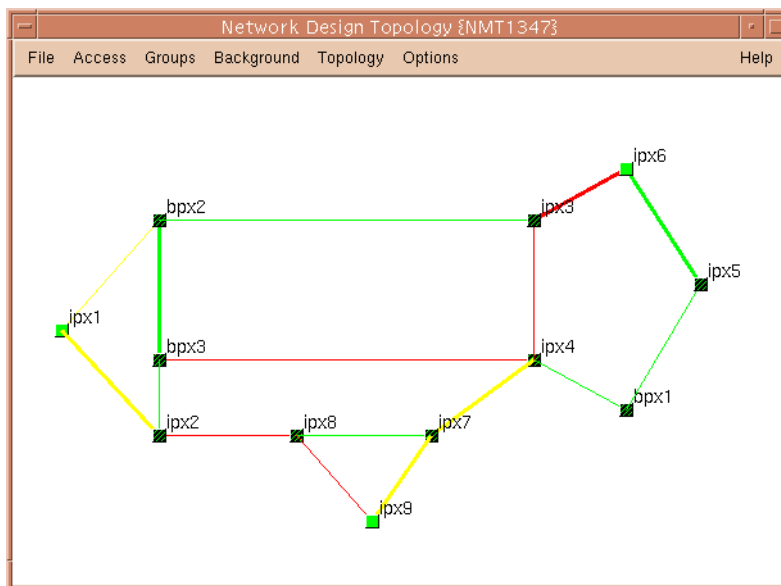 Network Design Topology {NMT1347}
File Access Groups Background Topology Options Help
ipx6
bpx2
ipx3
ipx5
ipx1
bpx3
ipx4
bpx1
ipx2
ipx8
ipx7
ipx9